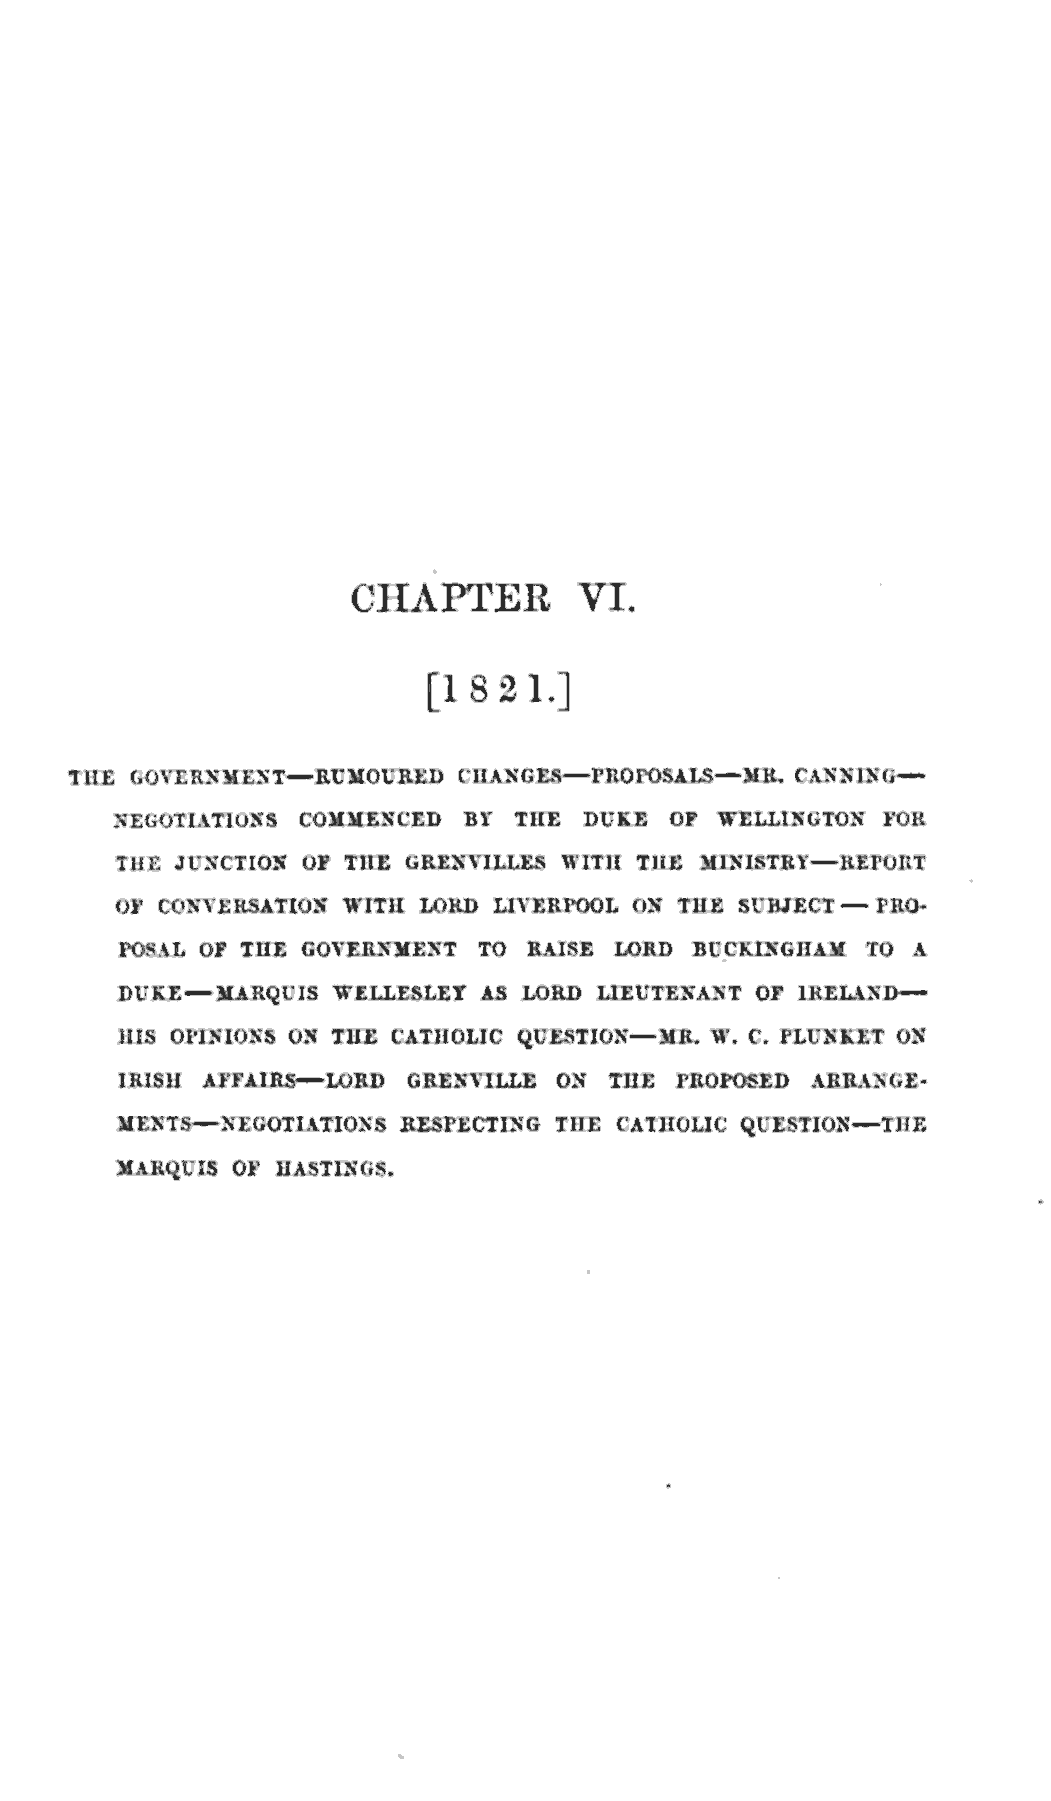 CHAPTER VI.
[1821.]
THE GOVERNMENT—RUMOURED CHANGES—PROPOSALS—MR. CANNING—
NEGOTIATIONS COMMENCED BY THE DUKE OF WELLINGTON FOR
THE JUNCTION OF THE GRENVILLES WITH THE MINISTRY—REPORT
OF CONVERSATION WITH LORD LIVERPOOL ON THE SUBJECT—PRO-
POSAL OF THE GOVERNMENT TO RAISE LORD BUCKINGHAM TO A
DUKE—MARQUIS WELLESLEY AS LORD LIEUTENANT OF IRELAND—
HIS OPINIONS ON THE CATHOLIC QUESTION—MR. W. C. PLUNKET ON
IRISH AFFAIRS—LORD GRENVILLE ON THE PROPOSED ARRANGE-
MENTS—NEGOTIATIONS RESPECTING THE CATHOLIC QUESTION—THE
MARQUIS OF HASTINGS.